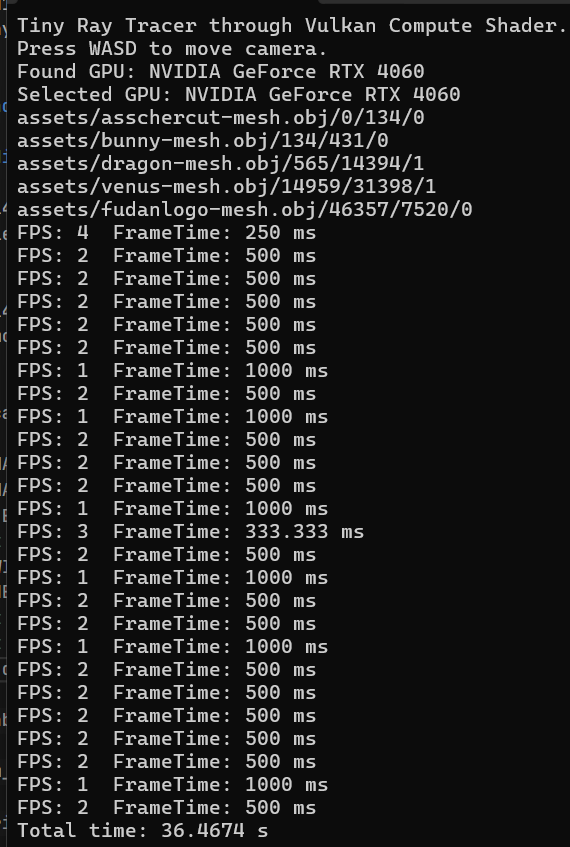 Tiny Ray Tracer through Vulkan Compute Shader.
Press WASD to move camera.
Found GPU: NVIDIA GeForce RTX 4060
Selected GPU: NVIDIA GeForce RTX 4060
assets/asschercut-mesh.obj/0/134/0
assets/bunny-mesh.obj/134/431/0
assets/dragon-mesh.obj/565/14394/1
assets/venus-mesh.obj/14959/31398/1
assets/fudanlogo-mesh.obj/46357/7520/0
FPS: 4  FrameTime: 250 ms
FPS: 2  FrameTime: 500 ms
FPS: 2  FrameTime: 500 ms
FPS: 2  FrameTime: 500 ms
FPS: 2  FrameTime: 500 ms
FPS: 2  FrameTime: 500 ms
FPS: 1  FrameTime: 1000 ms
FPS: 2  FrameTime: 500 ms
FPS: 1  FrameTime: 1000 ms
FPS: 2  FrameTime: 500 ms
FPS: 2  FrameTime: 500 ms
FPS: 2  FrameTime: 500 ms
FPS: 1  FrameTime: 1000 ms
FPS: 3  FrameTime: 333.333 ms
FPS: 2  FrameTime: 500 ms
FPS: 1  FrameTime: 1000 ms
FPS: 2  FrameTime: 500 ms
FPS: 2  FrameTime: 500 ms
FPS: 1  FrameTime: 1000 ms
FPS: 2  FrameTime: 500 ms
FPS: 2  FrameTime: 500 ms
FPS: 2  FrameTime: 500 ms
FPS: 2  FrameTime: 500 ms
FPS: 2  FrameTime: 500 ms
FPS: 1  FrameTime: 1000 ms
FPS: 2  FrameTime: 500 ms
Total time: 36.4674 s